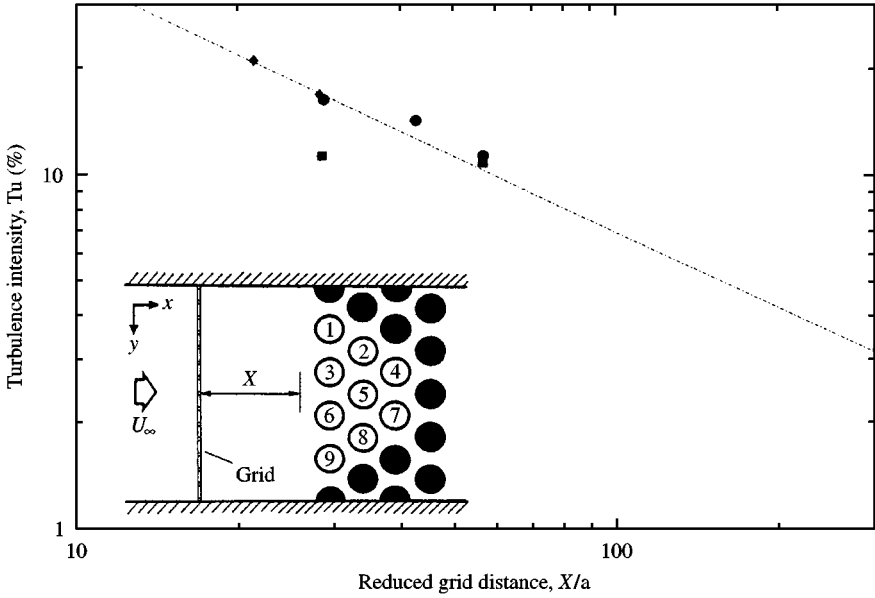 Turbulence intensity, Tu (%)
10
1
x
y
U∞
X
Grid
1
2
3
4
5
6
7
8
9
10
100
Reduced grid distance, X/a